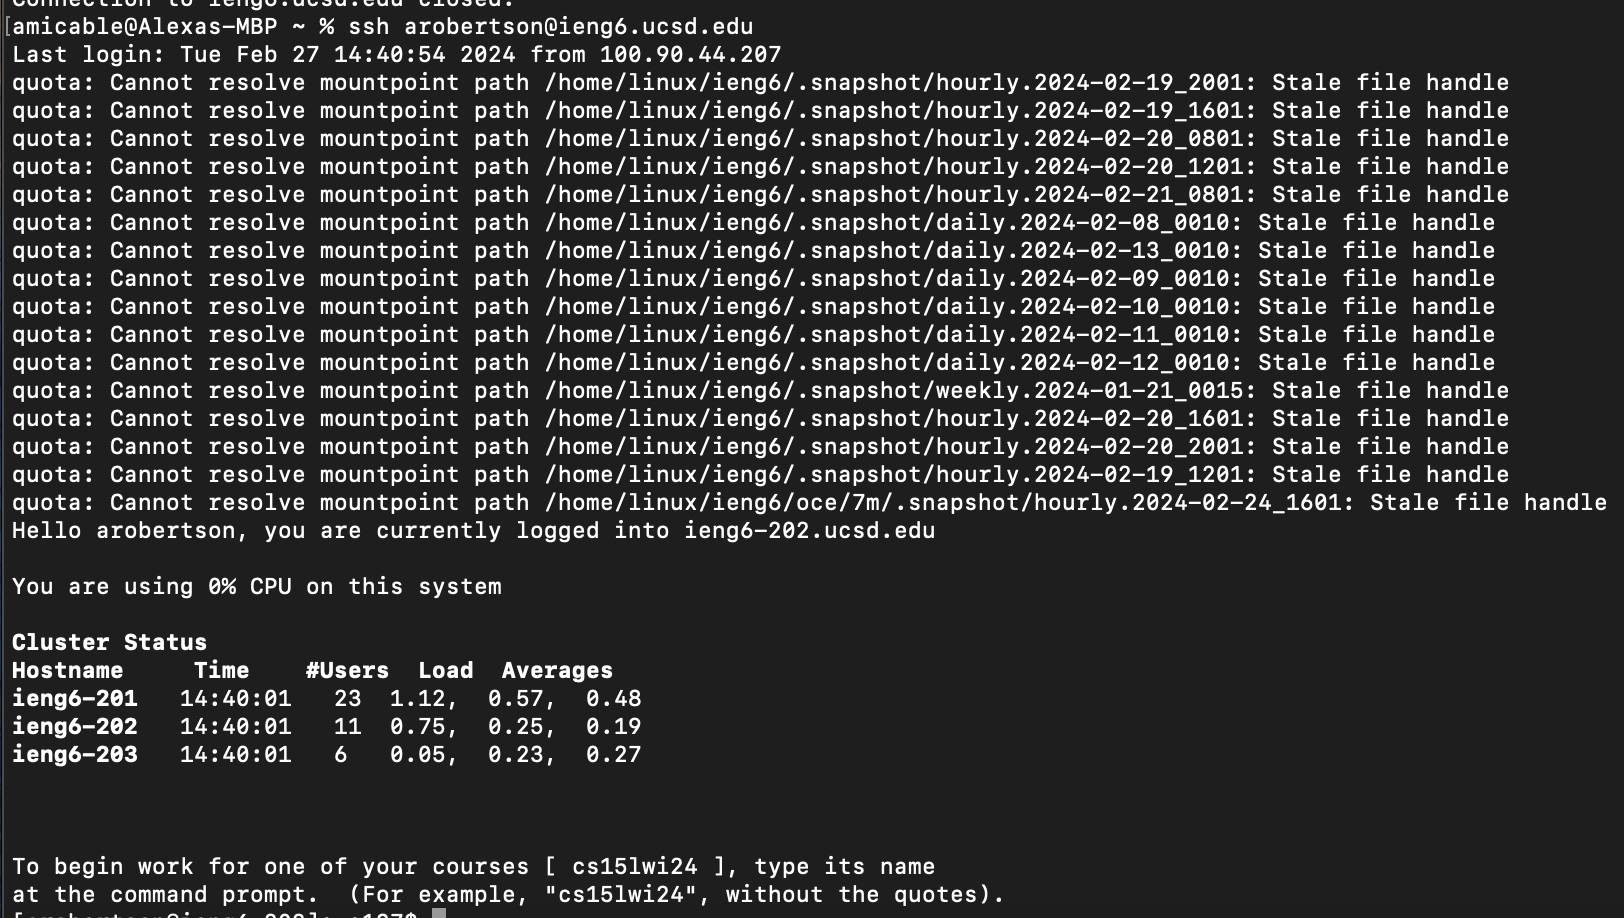 Connection to ieng6.ucsd.edu closed.
[amicable@Alexas-MBP ~ % ssh arobertson@ieng6.ucsd.edu
Last login: Tue Feb 27 14:40:54 2024 from 100.90.44.207
quota: Cannot resolve mountpoint path /home/linux/ieng6/.snapshot/hourly.2024-02-19_2001: Stale file handle
quota: Cannot resolve mountpoint path /home/linux/ieng6/.snapshot/hourly.2024-02-19_1601: Stale file handle
quota: Cannot resolve mountpoint path /home/linux/ieng6/.snapshot/hourly.2024-02-20_0801: Stale file handle
quota: Cannot resolve mountpoint path /home/linux/ieng6/.snapshot/hourly.2024-02-20_1201: Stale file handle
quota: Cannot resolve mountpoint path /home/linux/ieng6/.snapshot/hourly.2024-02-21_0801: Stale file handle
quota: Cannot resolve mountpoint path /home/linux/ieng6/.snapshot/daily.2024-02-08_0010: Stale file handle
quota: Cannot resolve mountpoint path /home/linux/ieng6/.snapshot/daily.2024-02-13_0010: Stale file handle
quota: Cannot resolve mountpoint path /home/linux/ieng6/.snapshot/daily.2024-02-09_0010: Stale file handle
quota: Cannot resolve mountpoint path /home/linux/ieng6/.snapshot/daily.2024-02-10_0010: Stale file handle
quota: Cannot resolve mountpoint path /home/linux/ieng6/.snapshot/daily.2024-02-11_0010: Stale file handle
quota: Cannot resolve mountpoint path /home/linux/ieng6/.snapshot/daily.2024-02-12_0010: Stale file handle
quota: Cannot resolve mountpoint path /home/linux/ieng6/.snapshot/weekly.2024-01-21_0015: Stale file handle
quota: Cannot resolve mountpoint path /home/linux/ieng6/.snapshot/hourly.2024-02-20_1601: Stale file handle
quota: Cannot resolve mountpoint path /home/linux/ieng6/.snapshot/hourly.2024-02-20_2001: Stale file handle
quota: Cannot resolve mountpoint path /home/linux/ieng6/.snapshot/hourly.2024-02-19_1201: Stale file handle
quota: Cannot resolve mountpoint path /home/linux/ieng6/oce/7m/.snapshot/hourly.2024-02-24_1601: Stale file handle
Hello arobertson, you are currently logged into ieng6-202.ucsd.edu
You are using 0% CPU on this system
Cluster Status
Hostname     Time    #Users  Load  Averages
ieng6-201   14:40:01   23  1.12,  0.57,  0.48
ieng6-202   14:40:01   11  0.75,  0.25,  0.19
ieng6-203   14:40:01   6   0.05,  0.23,  0.27
To begin work for one of your courses [ cs15lwi24 ], type its name
at the command prompt.  (For example, "cs15lwi24", without the quotes).